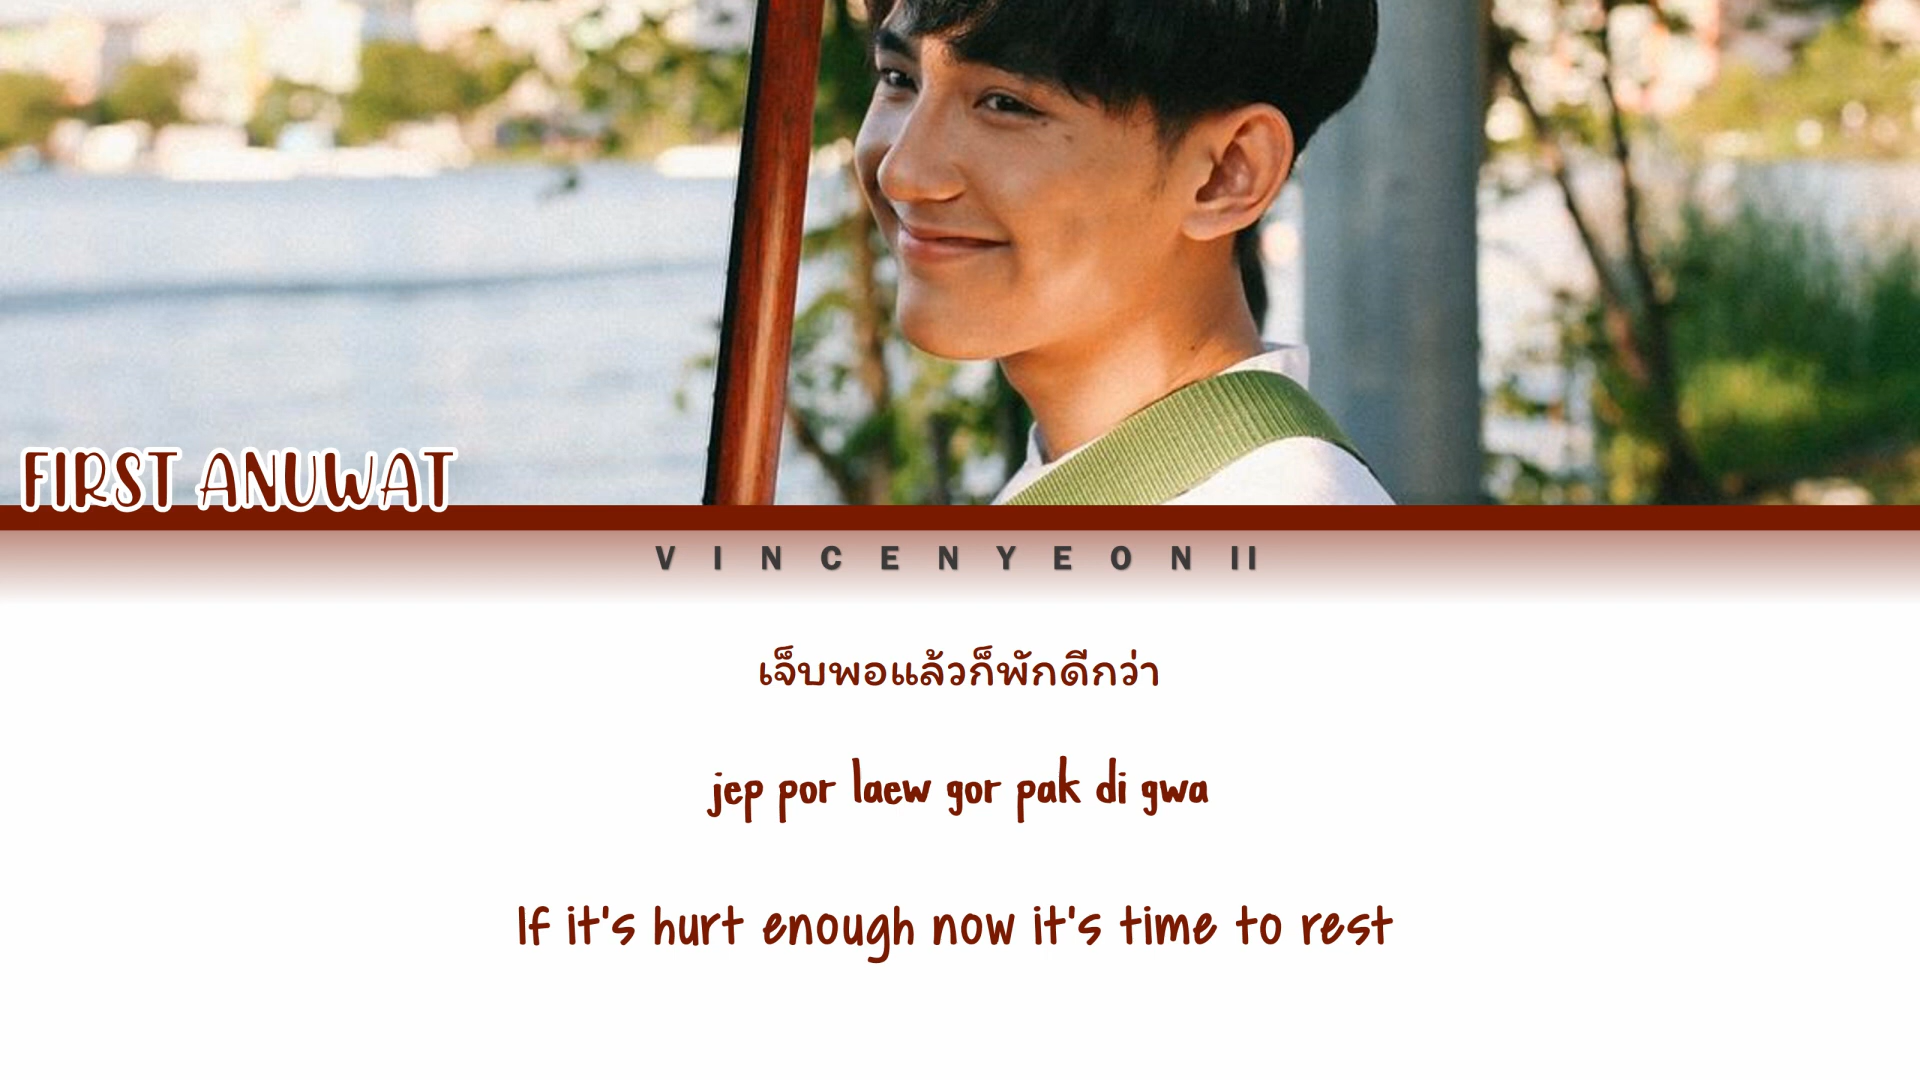 FIRST ANUWAT
VINCENYEON II
เจ็บพอแล้วก็พักดีกว่า
jep por laew gor pak di gwa
If it's hurt enough now it's time to rest